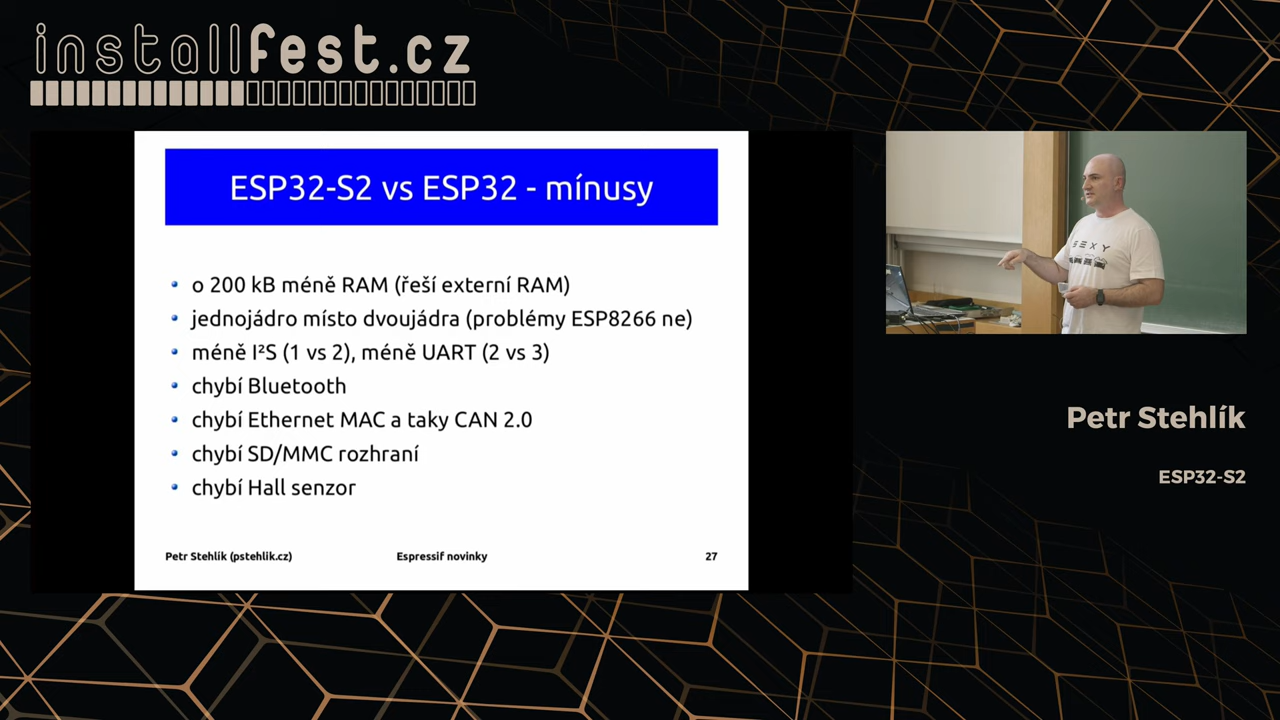 installfest.cz
ESP32-S2 vs ESP32 - mínusy
o 200 kB méně RAM (řeší externí RAM)
jednojádro místo dvoujádra (problémy ESP8266 ne)
méně I²S (1 vs 2), méně UART (2 vs 3)
chybí Bluetooth
chybí Ethernet MAC a taky CAN 2.0
chybí SD/MMC rozhraní
chybí Hall senzor
Petr Stehlík (pstehlik.cz)
Espressif novinky
27
SEXY
Petr Stehlík
ESP32-S2